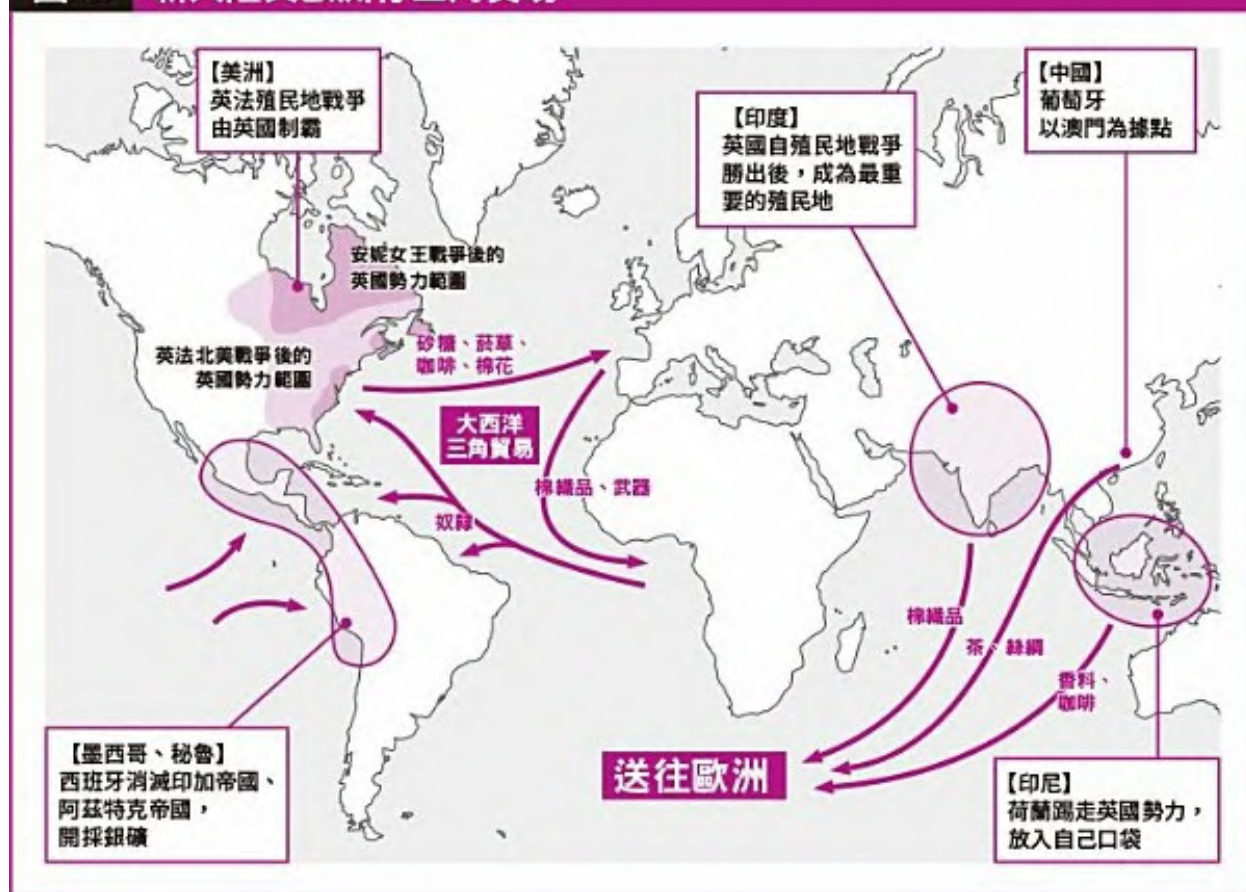 【美洲】
英法殖民地戰爭
由英國制霸
【印度】
英國自殖民地戰爭
勝出後，成為最重
要的殖民地
【中國】
葡萄牙
以澳門為據點
安妮女王戰爭後的
英國勢力範圍
英法北美戰爭後的
英國勢力範圍
砂糖、菸草、
咖啡、棉花
大西洋
三角貿易
棉織品、武器
奴隸
棉織品
茶、絲綢
香料、
咖啡
送往歐洲
【墨西哥、秘魯】
西班牙消滅印加帝國、
阿茲特克帝國，
開採銀礦
【印尼】
荷蘭踢走英國勢力，
放入自己口袋